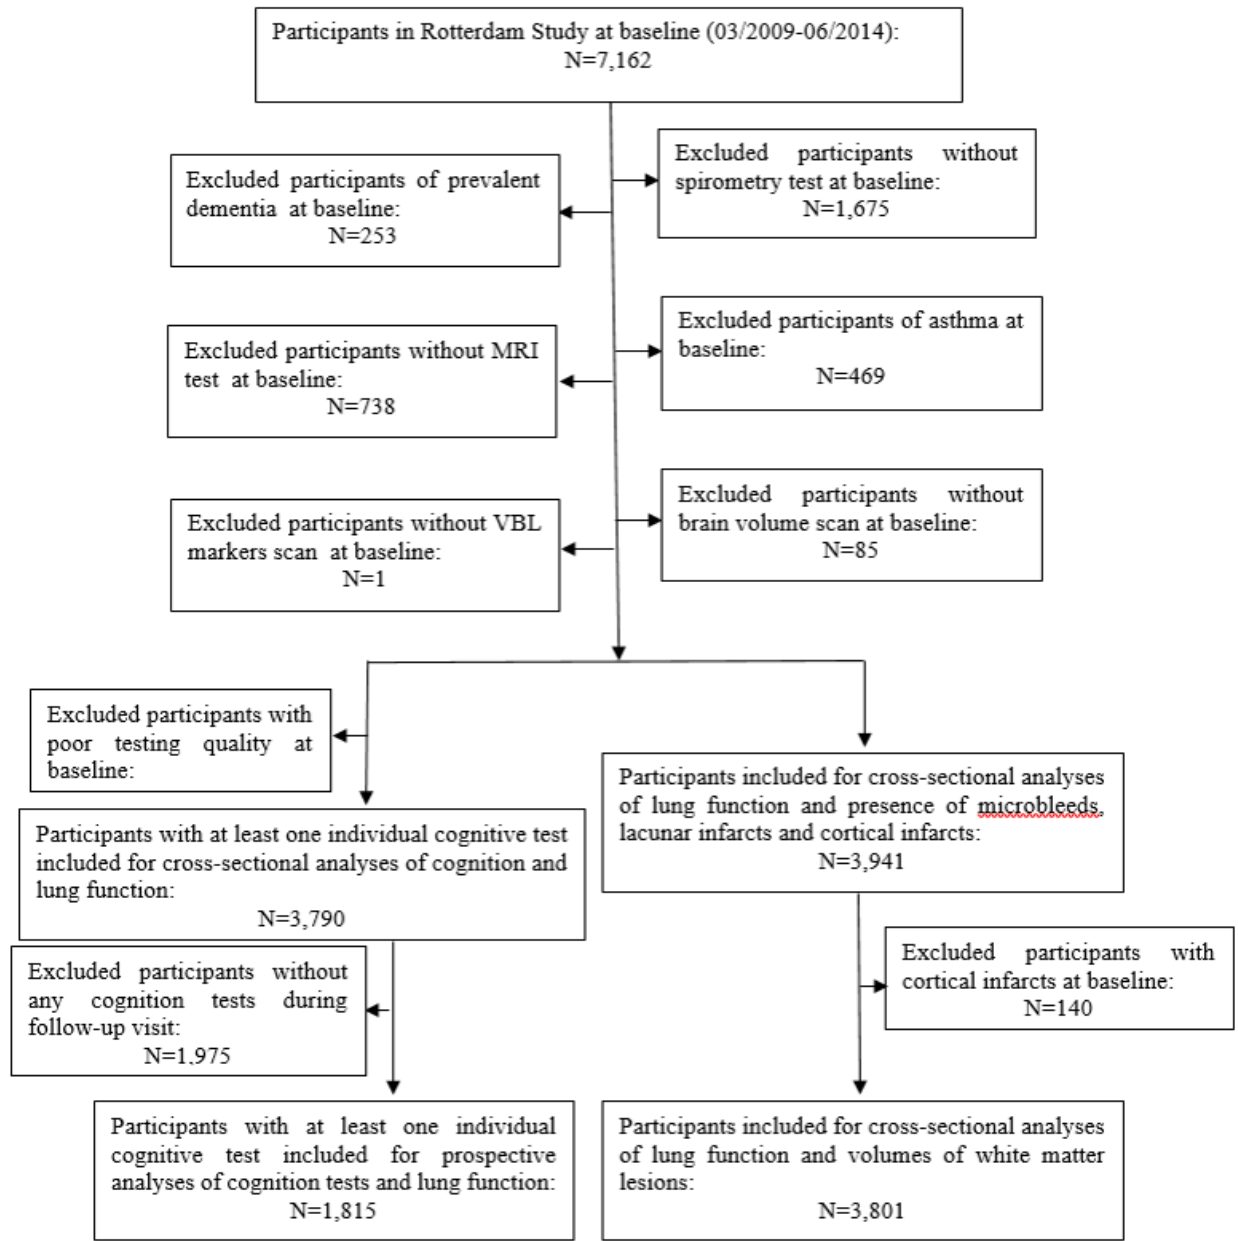 Participants in Rotterdam Study at baseline (03/2009-06/2014):
N=7,162
Excluded participants without
spirometry test at baseline:
N=1,675
Excluded participants of prevalent
dementia at baseline:
N=253
Excluded participants of asthma at
baseline:
N=469
Excluded participants without MRI
test at baseline:
N=738
Excluded participants without
brain volume scan at baseline:
N=85
Excluded participants without VBL
markers scan at baseline:
N=1
Excluded participants with
poor testing quality at
baseline:
Participants with at least one individual cognitive test
included for cross-sectional analyses of cognition and
lung function:
N=3,790
Participants included for cross-sectional analyses
of lung function and presence of microbleeds,
lacunar infarcts and cortical infarcts:
N=3,941
Excluded participants without
any cognition tests during
follow-up visit:
N=1.975
Excluded participants with
cortical infarcts at baseline:
N=140
Participants with at least one individual
cognitive test included for prospective
analyses of cognition tests and lung function:
N=1,815
Participants included for cross-sectional analyses
of lung function and volumes of white matter
lesions:
N=3,801